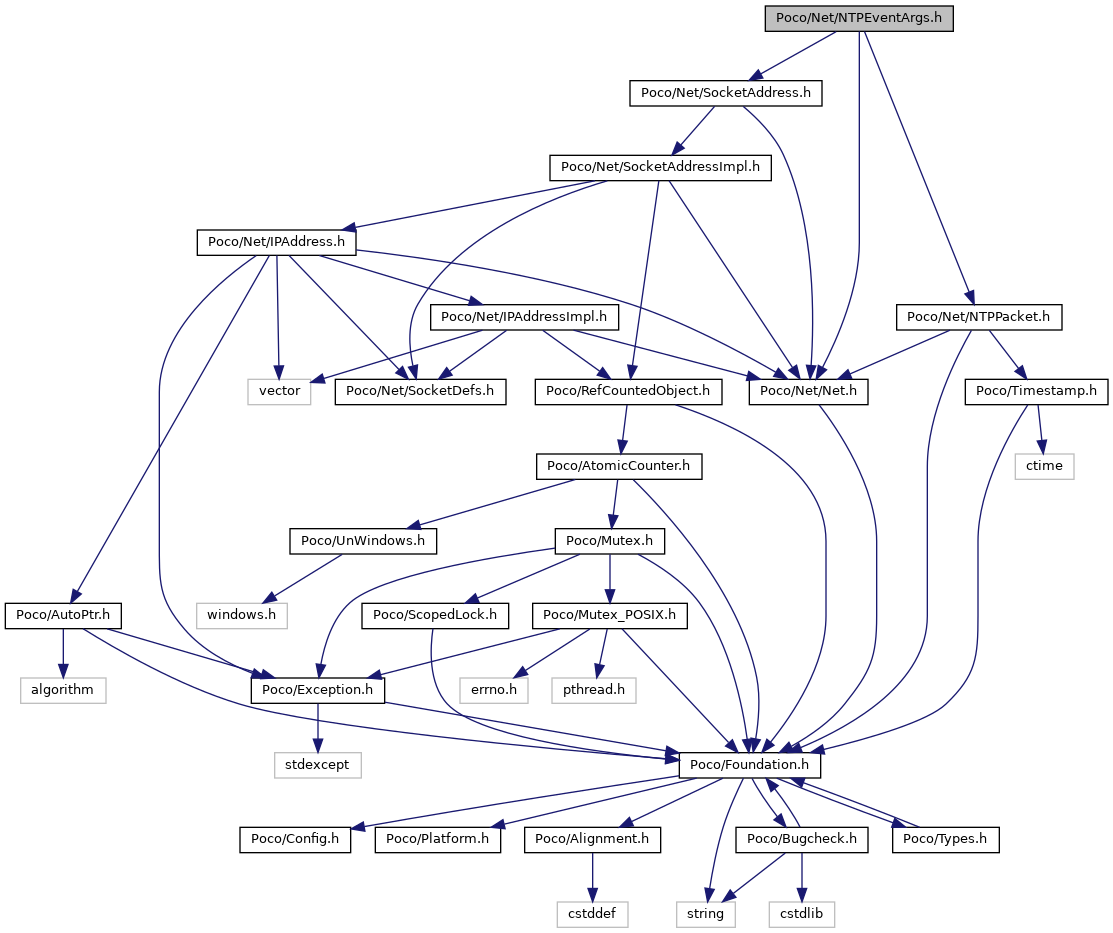 Poco/Net/NTPEventArgs.h
Poco/Net/SocketAddress.h
Poco/Net/SocketAddressImpl.h
Poco/Net/IPAddress.h
Poco/Net/IPAddressImpl.h
Poco/Net/NTPPacket.h
vector
Poco/Net/SocketDefs.h
Poco/RefCountedObject.h
Poco/Net/Net.h
Poco/Timestamp.h
Poco/AtomicCounter.h
ctime
Poco/UnWindows.h
Poco/Mutex.h
Poco/AutoPtr.h
windows.h
Poco/ScopedLock.h
Poco/Mutex_POSIX.h
algorithm
Poco/Exception.h
errno.h
pthread.h
stdexcept
Poco/Foundation.h
Poco/Config.h
Poco/Platform.h
Poco/Alignment.h
Poco/Bugcheck.h
Poco/Types.h
cstddef
string
cstdlib